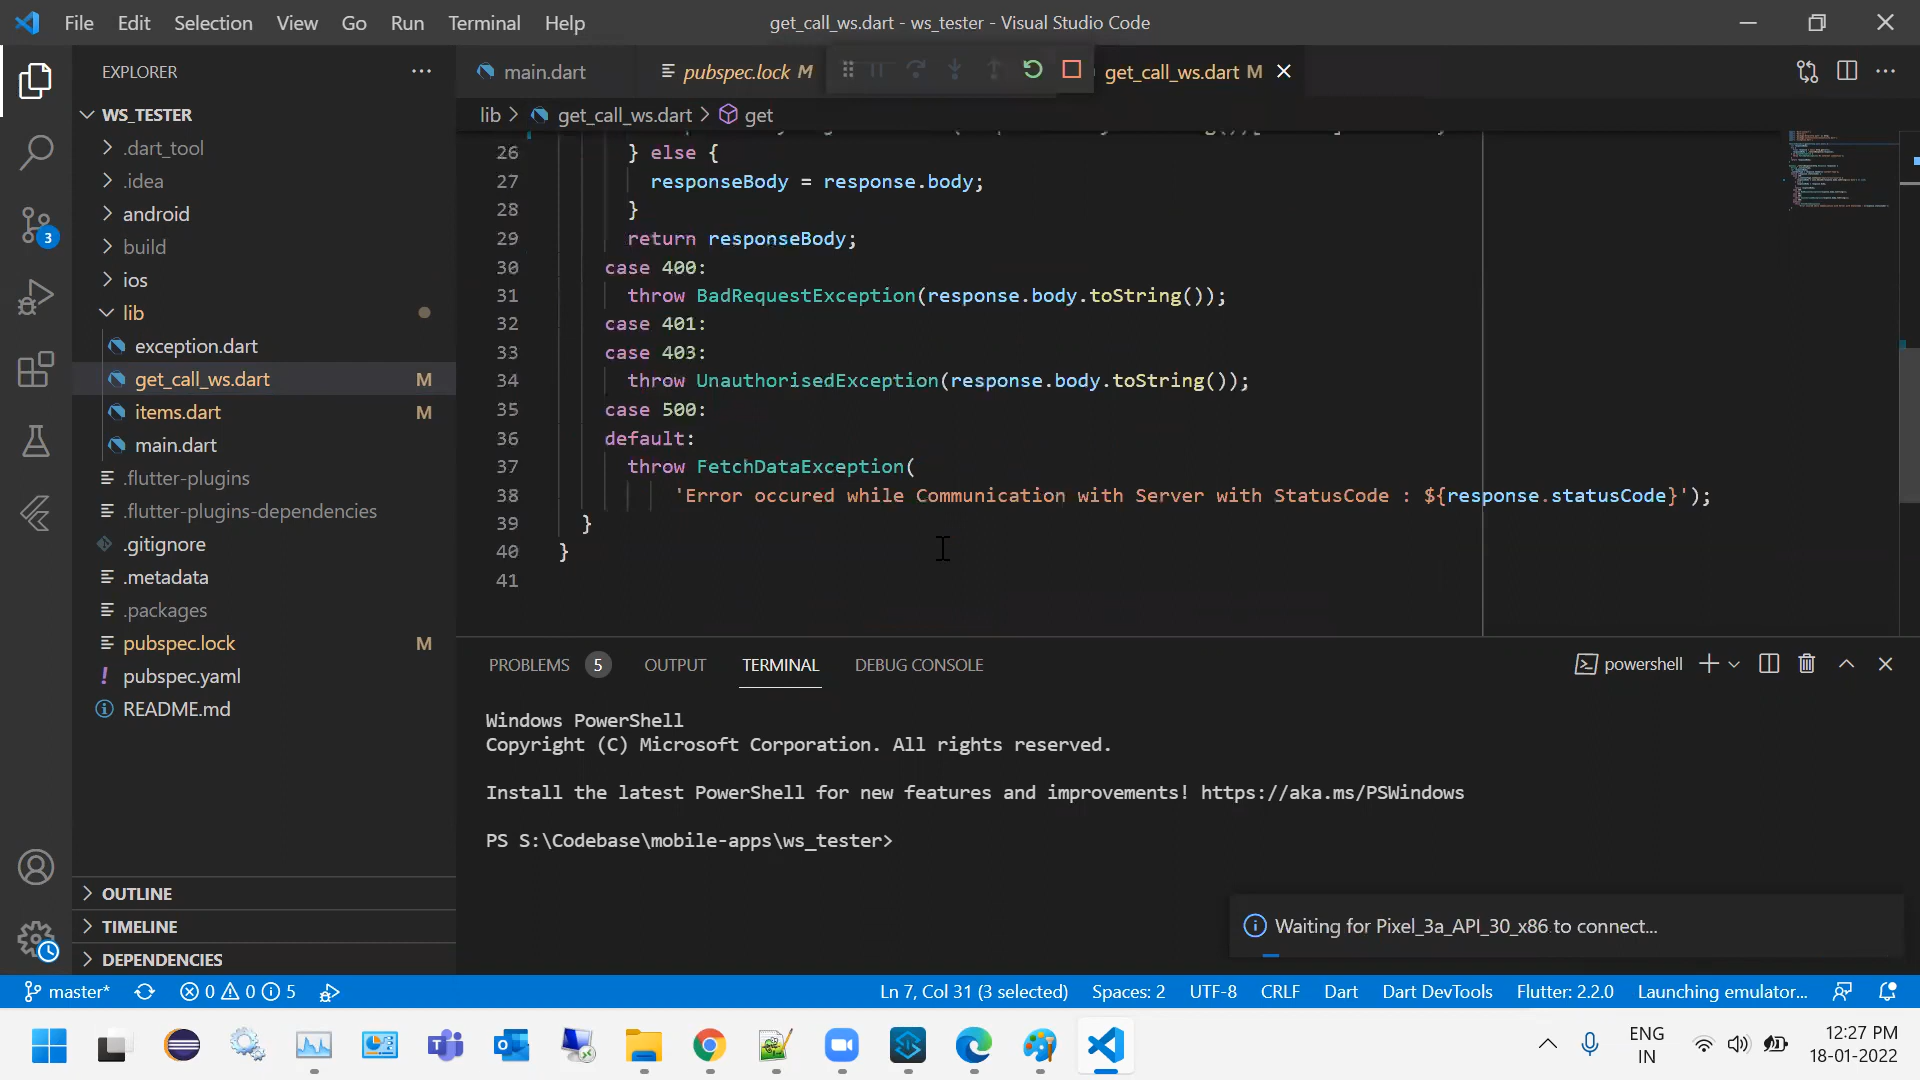 File Edit Selection View Go Run Terminal Help
get_call_ws.dart - ws_tester - Visual Studio Code
EXPLORER
WS_TESTER
.dart_tool
.idea
android
build
ios
lib
exception.dart
get_call_ws.dart M
items.dart M
main.dart
.flutter-plugins
.flutter-plugins-dependencies
.gitignore
.metadata
.packages
pubspec.lock M
! pubspec.yaml
README.md
OUTLINE
TIMELINE
DEPENDENCIES
3
main.dart
pubspec.lock M
get_call_ws.dart M
lib > get_call_ws.dart > get
26 } else {
27 responseBody = response.body;
28 }
29 return responseBody;
30 case 400:
31 throw BadRequestException(response.body.toString());
32 case 401:
33 case 403:
34 throw UnauthorisedException(response.body.toString());
35 case 500:
36 default:
37 throw FetchDataException(
38 'Error occured while Communication with Server with StatusCode : ${response.statusCode}');
39 }
40 }
41
PROBLEMS 5 OUTPUT TERMINAL DEBUG CONSOLE
powershell
Windows PowerShell
Copyright (C) Microsoft Corporation. All rights reserved.
Install the latest PowerShell for new features and improvements! https://aka.ms/PSWindows
PS S:\Codebase\mobile-apps\ws_tester>
Waiting for Pixel_3a_API_30_x86 to connect...
master* 0 0 5
Ln 7, Col 31 (3 selected) Spaces: 2 UTF-8 CRLF Dart Dart DevTools Flutter: 2.2.0 Launching emulator...
ENG
IN
12:27 PM
18-01-2022